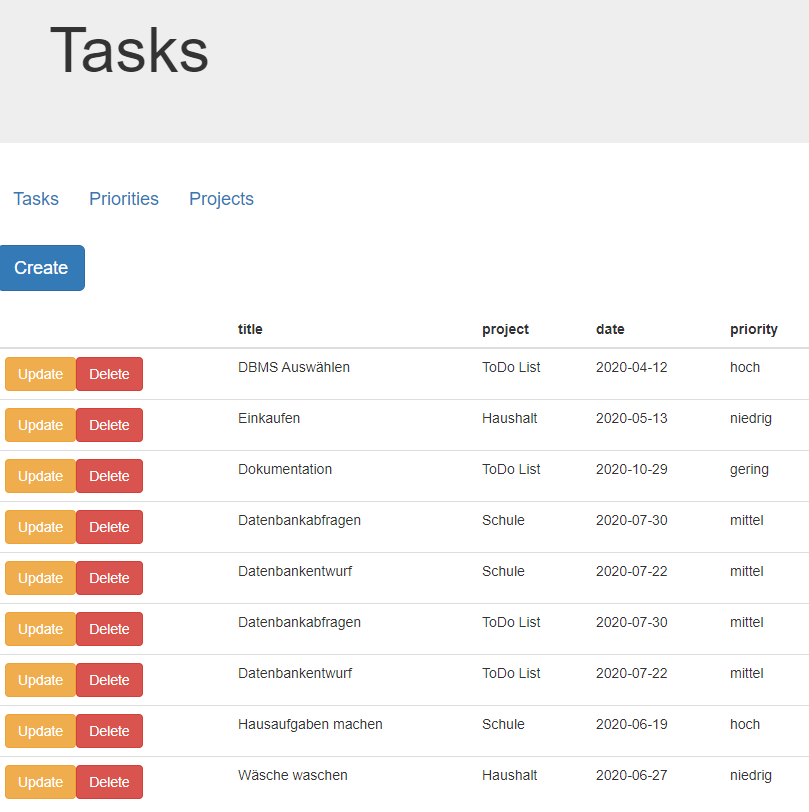 Tasks
Tasks Priorities Projects
Create
title project date priority
Update Delete DBMS Auswählen ToDo List 2020-04-12 hoch
Update Delete Einkaufen Haushalt 2020-05-13 niedrig
Update Delete Dokumentation ToDo List 2020-10-29 gering
Update Delete Datenbankabfragen Schule 2020-07-30 mittel
Update Delete Datenbankentwurf Schule 2020-07-22 mittel
Update Delete Datenbankabfragen ToDo List 2020-07-30 mittel
Update Delete Datenbankentwurf ToDo List 2020-07-22 mittel
Update Delete Hausaufgaben machen Schule 2020-06-19 hoch
Update Delete Wäsche waschen Haushalt 2020-06-27 niedrig